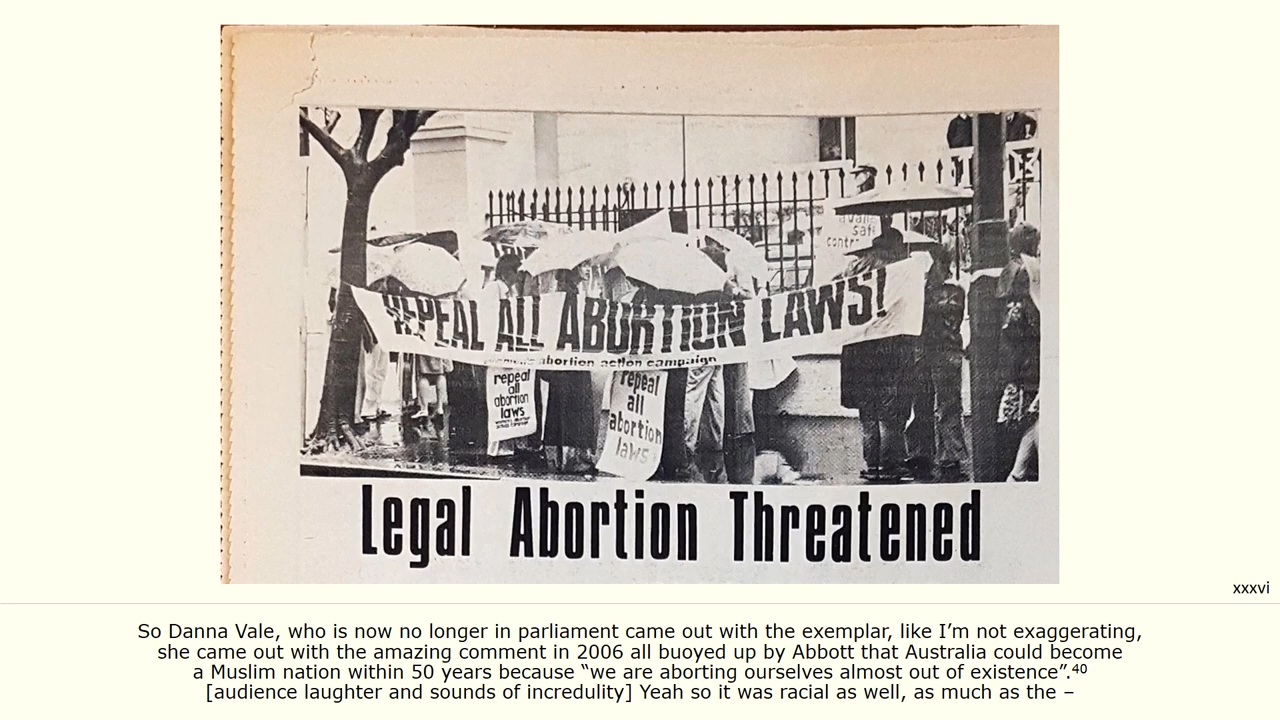 a vail
safe
contr
REPEAL ALL ABORTION LAWS!
abortion action campaign
repeal
all
abortion
laws
repeal
all
abortion
laws
Legal Abortion Threatened
xxxvi
So Danna Vale, who is now no longer in parliament came out with the exemplar, like I’m not exaggerating,
she came out with the amazing comment in 2006 all buoyed up by Abbott that Australia could become
a Muslim nation within 50 years because “we are aborting ourselves almost out of existence”.⁴⁰
[audience laughter and sounds of incredulity] Yeah so it was racial as well, as much as the –